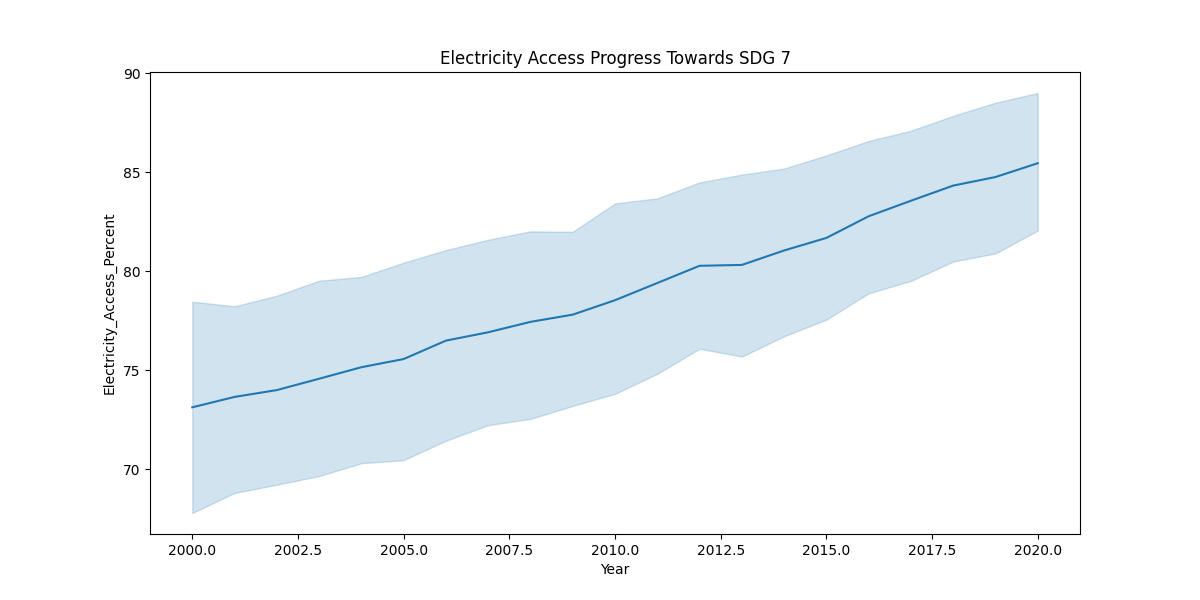 Electricity Access Progress Towards SDG 7
90
85
80
75
70
Electricity_Access_Percent
2000.0 2002.5 2005.0 2007.5 2010.0 2012.5 2015.0 2017.5 2020.0
Year